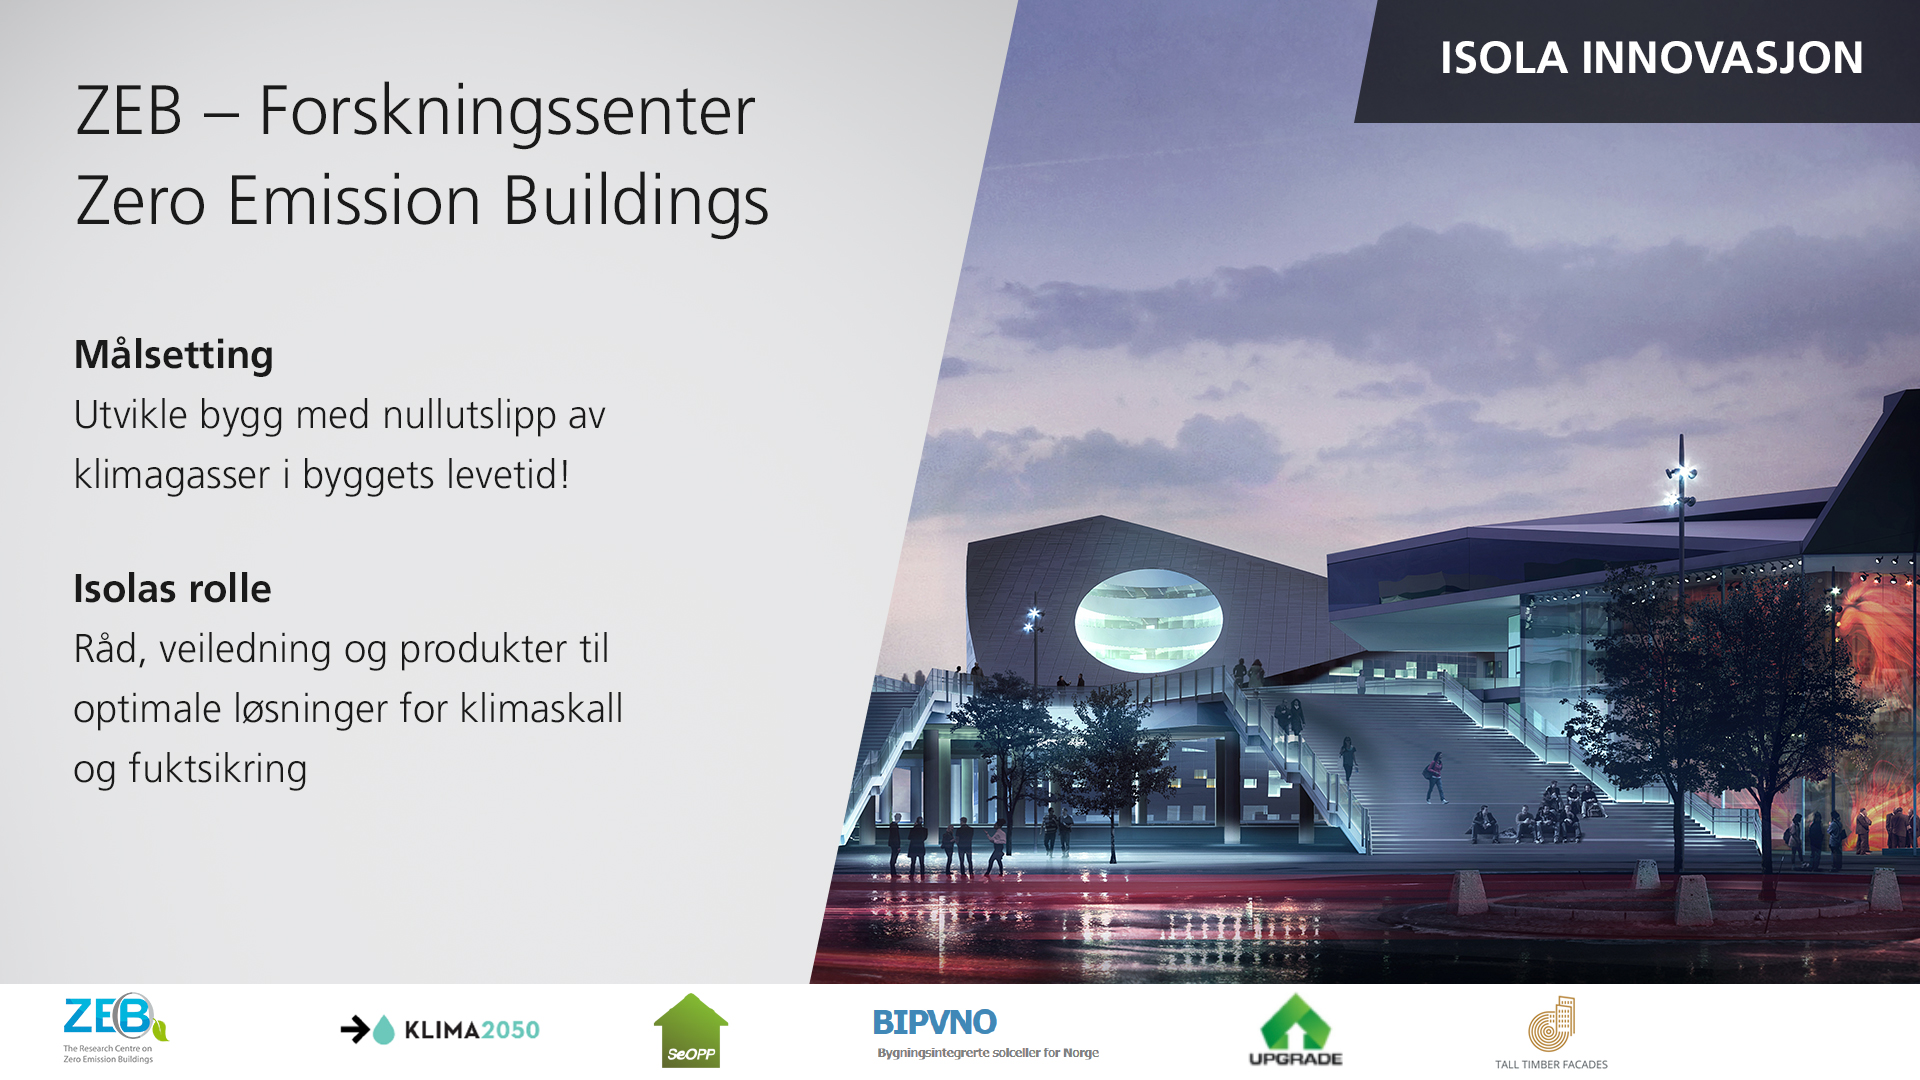 ISOLA INNOVASJON
ZEB – Forskningssenter
Zero Emission Buildings
Målsetting
Utvikle bygg med nullutslipp av
klimagasser i byggets levetid!
Isolas rolle
Råd, veiledning og produkter til
optimale løsninger for klimaskall
og fuktsikring
ZEB
The Research Centre on
Zero Emission Buildings
KLIMA2050
SeOPP
BIPVNO
Bygningsintegrerte solceller for Norge
UPGRADE
TALL TIMBER FACADES